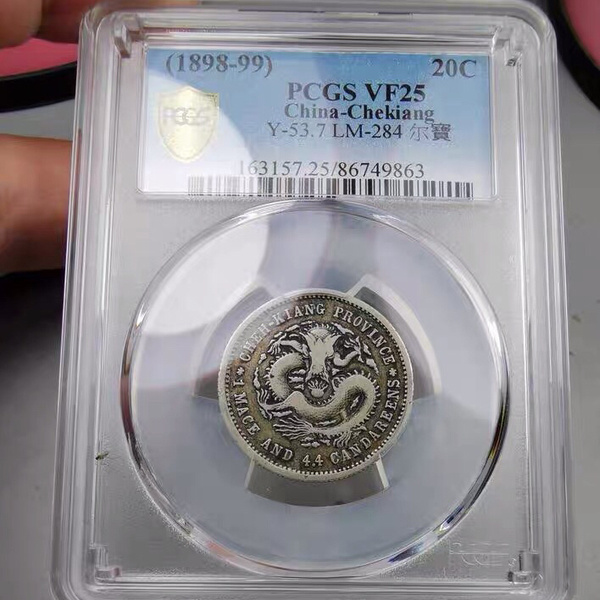 (1898-99) 20C
PCGS VF25
China-Chekiang
Y-53.7 LM-284 尔寶
163157.25/86749863
PCGS
CHEH-KIANG PROVINCE
1 MACE AND 44 CANDAREENS